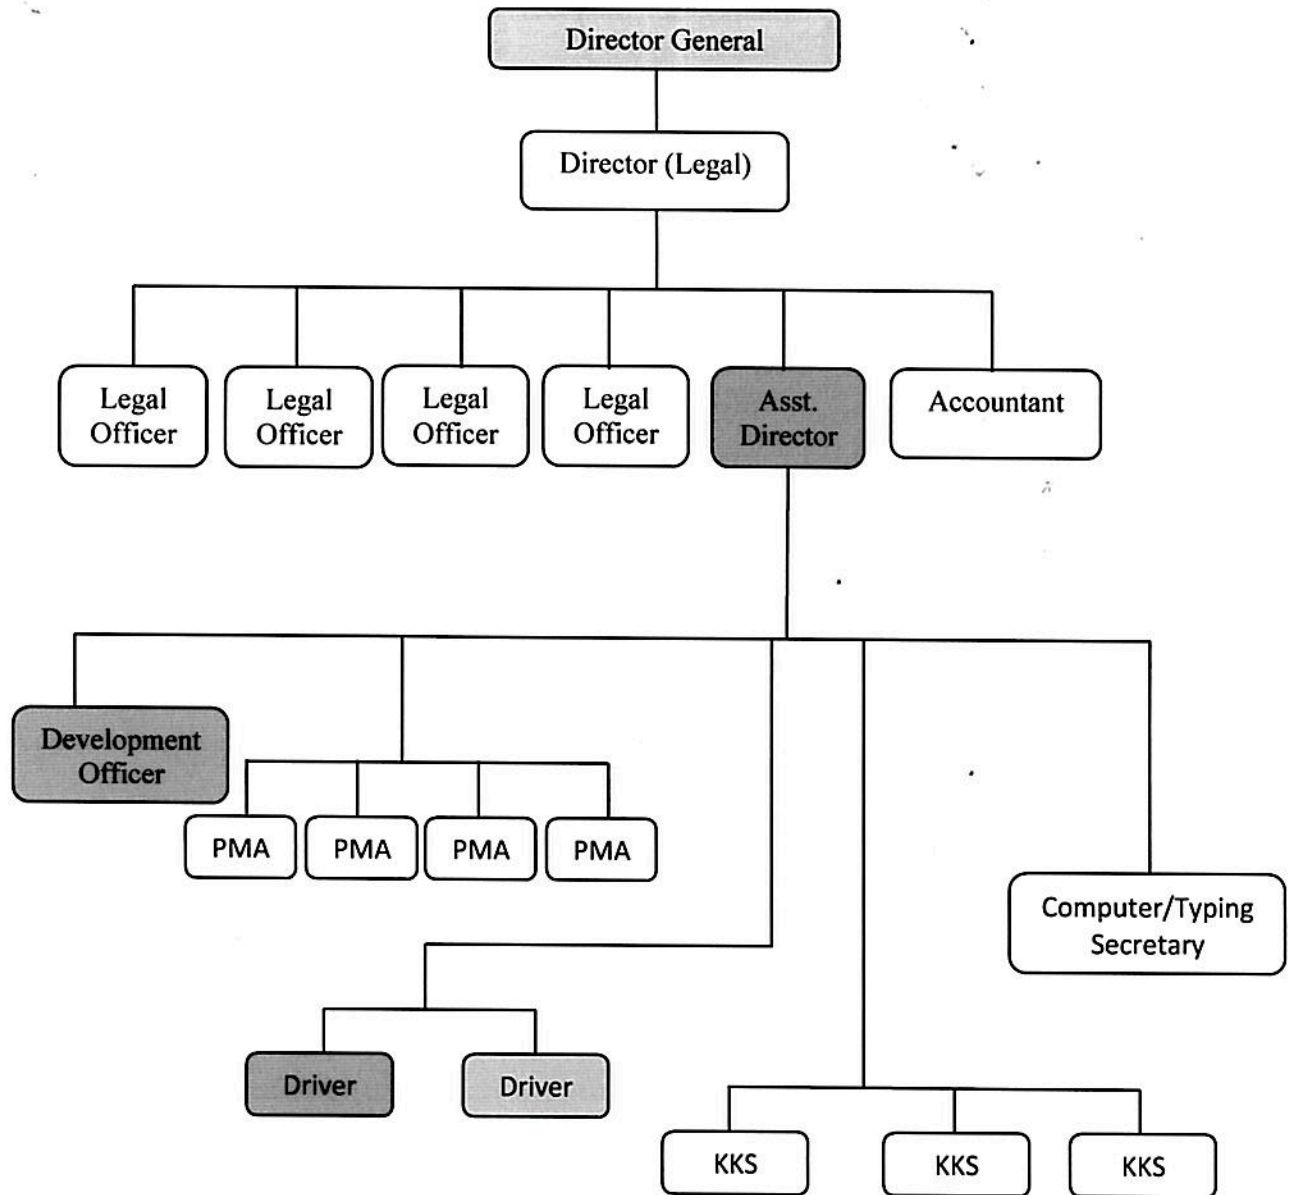 Director General
Director (Legal)
Legal
Officer
Legal
Officer
Legal
Officer
Legal
Officer
Asst.
Director
Accountant
Development
Officer
PMA
PMA
PMA
PMA
Computer/Typing
Secretary
Driver
Driver
KKS
KKS
KKS